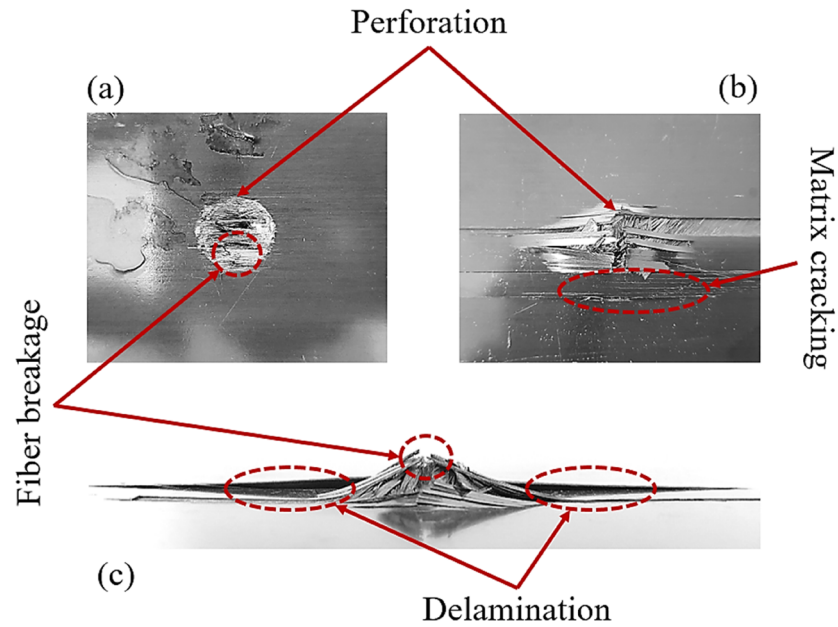 Perforation
(a)
(b)
Matrix cracking
Fiber breakage
(c)
Delamination